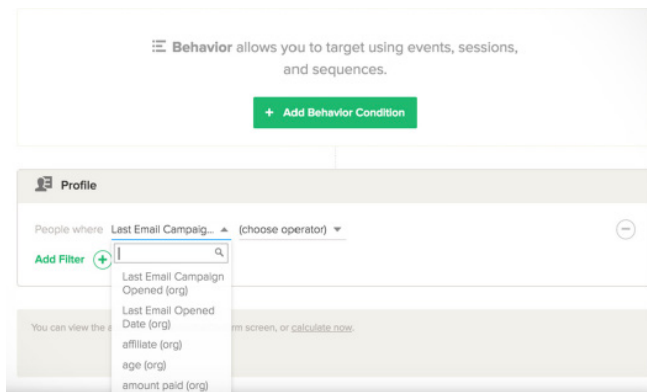 Behavior allows you to target using events, sessions,
and sequences.
+ Add Behavior Condition
Profile
People where Last Email Campaig... (choose operator)
Add Filter +
Last Email Campaign
Opened (org)
Last Email Opened
Date (org)
You can view the a rm screen, or calculate now.
affiliate (org)
age (org)
amount paid (org)